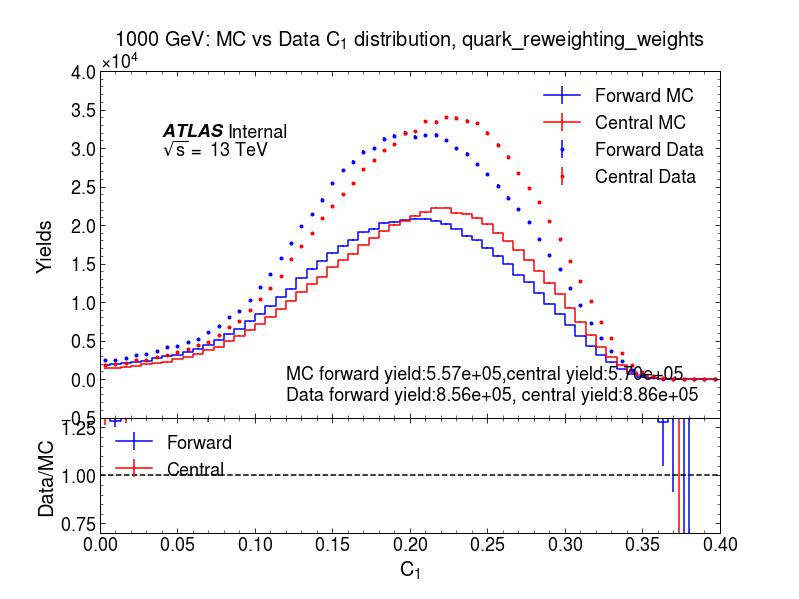 1000 GeV: MC vs Data C1 distribution, quark_reweighting_weights
×10^4
4.0
3.5
3.0
2.5
2.0
1.5
1.0
0.5
0.0
0.5
Yields
ATLAS Internal
√s = 13 TeV
Forward MC
Central MC
Forward Data
Central Data
MC forward yield:5.57e+05,central yield:5.70e+05
Data forward yield:8.56e+05, central yield:8.86e+05
1.25
1.00
0.75
Data/MC
Forward
Central
0.00 0.05 0.10 0.15 0.20 0.25 0.30 0.35 0.40
C1